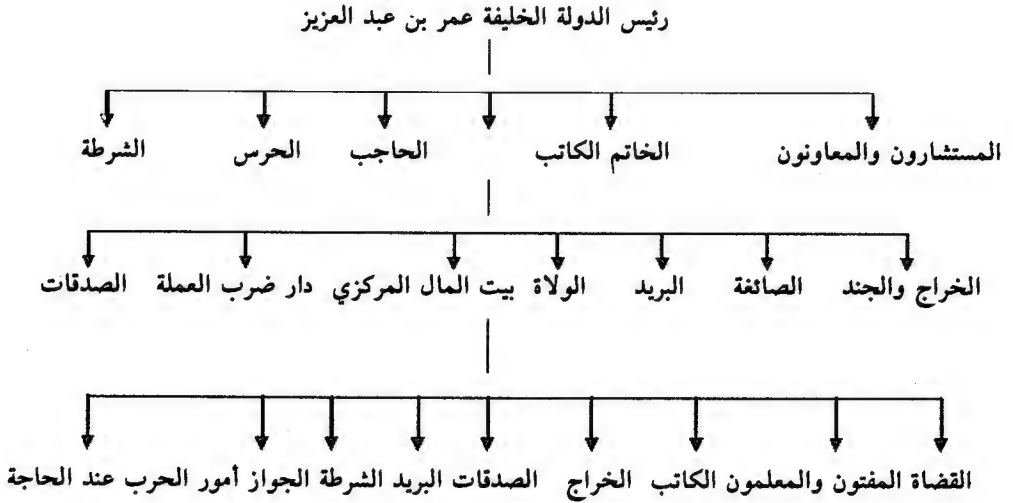 رئيس الدولة الخليفة عمر بن عبد العزيز
المستشارون والمعاونون الخاتم الكاتب الحاجب الحرس الشرطة
الخراج والجند الصائغة البريد الولاة بيت المال المركزي دار ضرب العملة الصدقات
القضاة المفتون والمعلمون الكاتب الخراج الصدقات البريد الشرطة الجواز أمور الحرب عند الحاجة